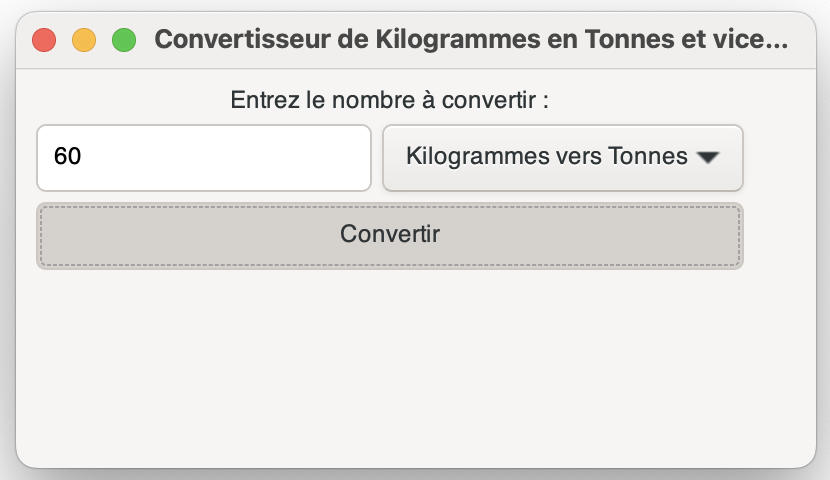 Convertisseur de Kilogrammes en Tonnes et vice...
Entrez le nombre à convertir :
60
Kilogrammes vers Tonnes
Convertir